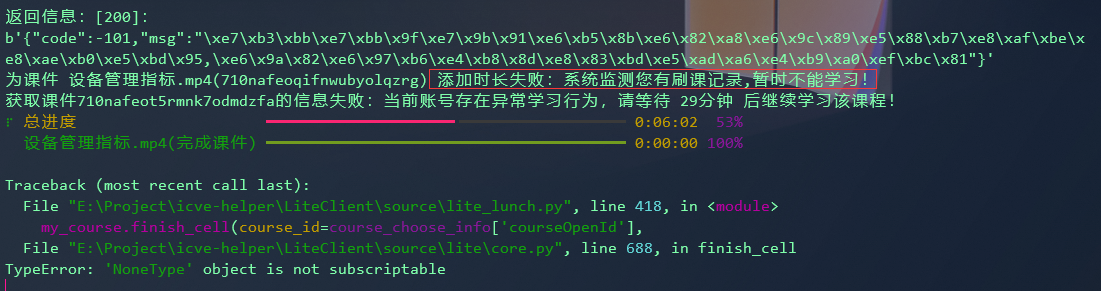 返回信息：[200]：
b'{"code":-101,"msg":"\xe7\xb3\xbb\xe7\xbb\x9f\xe7\x9b\x91\xe6\xb5\x8b\xe6\x82\xa8\xe6\x9c\x89\xe5\x88\xb7\xe8\xaf\xbe\x
e8\xae\xb0\xe5\xbd\x95,\xe6\x9a\x82\xe6\x97\xb6\xe4\xb8\x8d\xe8\x83\xbd\xe5\xad\xa6\xe4\xb9\xa0\xef\xbc\x81"}'
为课件 设备管理指标.mp4(710nafeoqifnwubyolqzrg) 添加时长失败：系统监测您有刷课记录,暂时不能学习！
获取课件710nafeot5rmnk7odmdzfa的信息失败：当前账号存在异常学习行为，请等待 29分钟 后继续学习该课程！
总进度 0:06:02 53%
设备管理指标.mp4(完成课件) 0:00:00 100%
Traceback (most recent call last):
File "E:\Project\icve-helper\LiteClient\source\lite_lunch.py", line 418, in <module>
my_course.finish_cell(course_id=course_choose_info['courseOpenId'],
File "E:\Project\icve-helper\LiteClient\source\lite\core.py", line 688, in finish_cell
TypeError: 'NoneType' object is not subscriptable